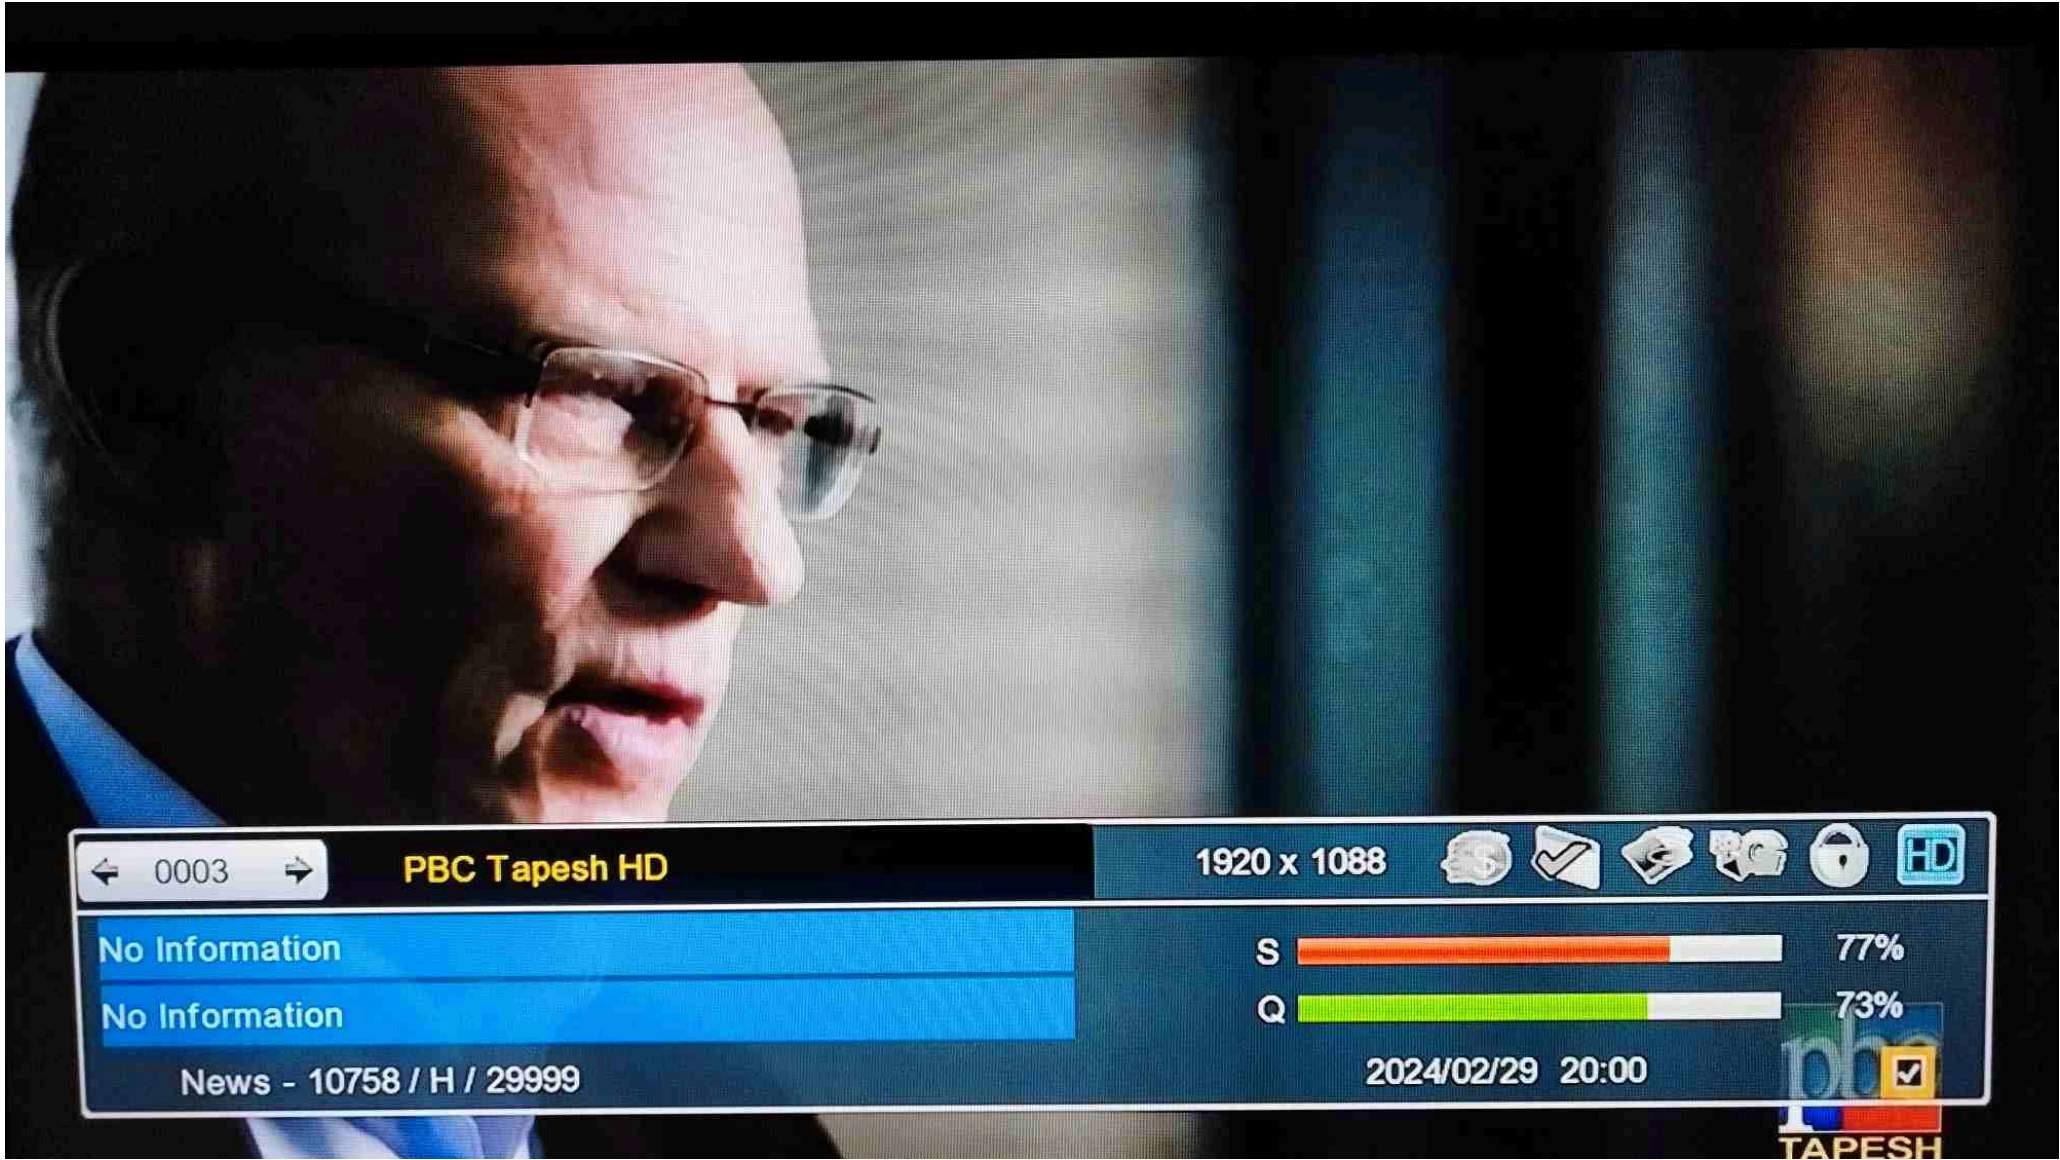 0003
PBC Tapesh HD
1920 x 1088
HD
No Information
S
77%
No Information
Q
73%
News - 10758 / H / 29999
2024/02/29 20:00
pbc
TAPESH